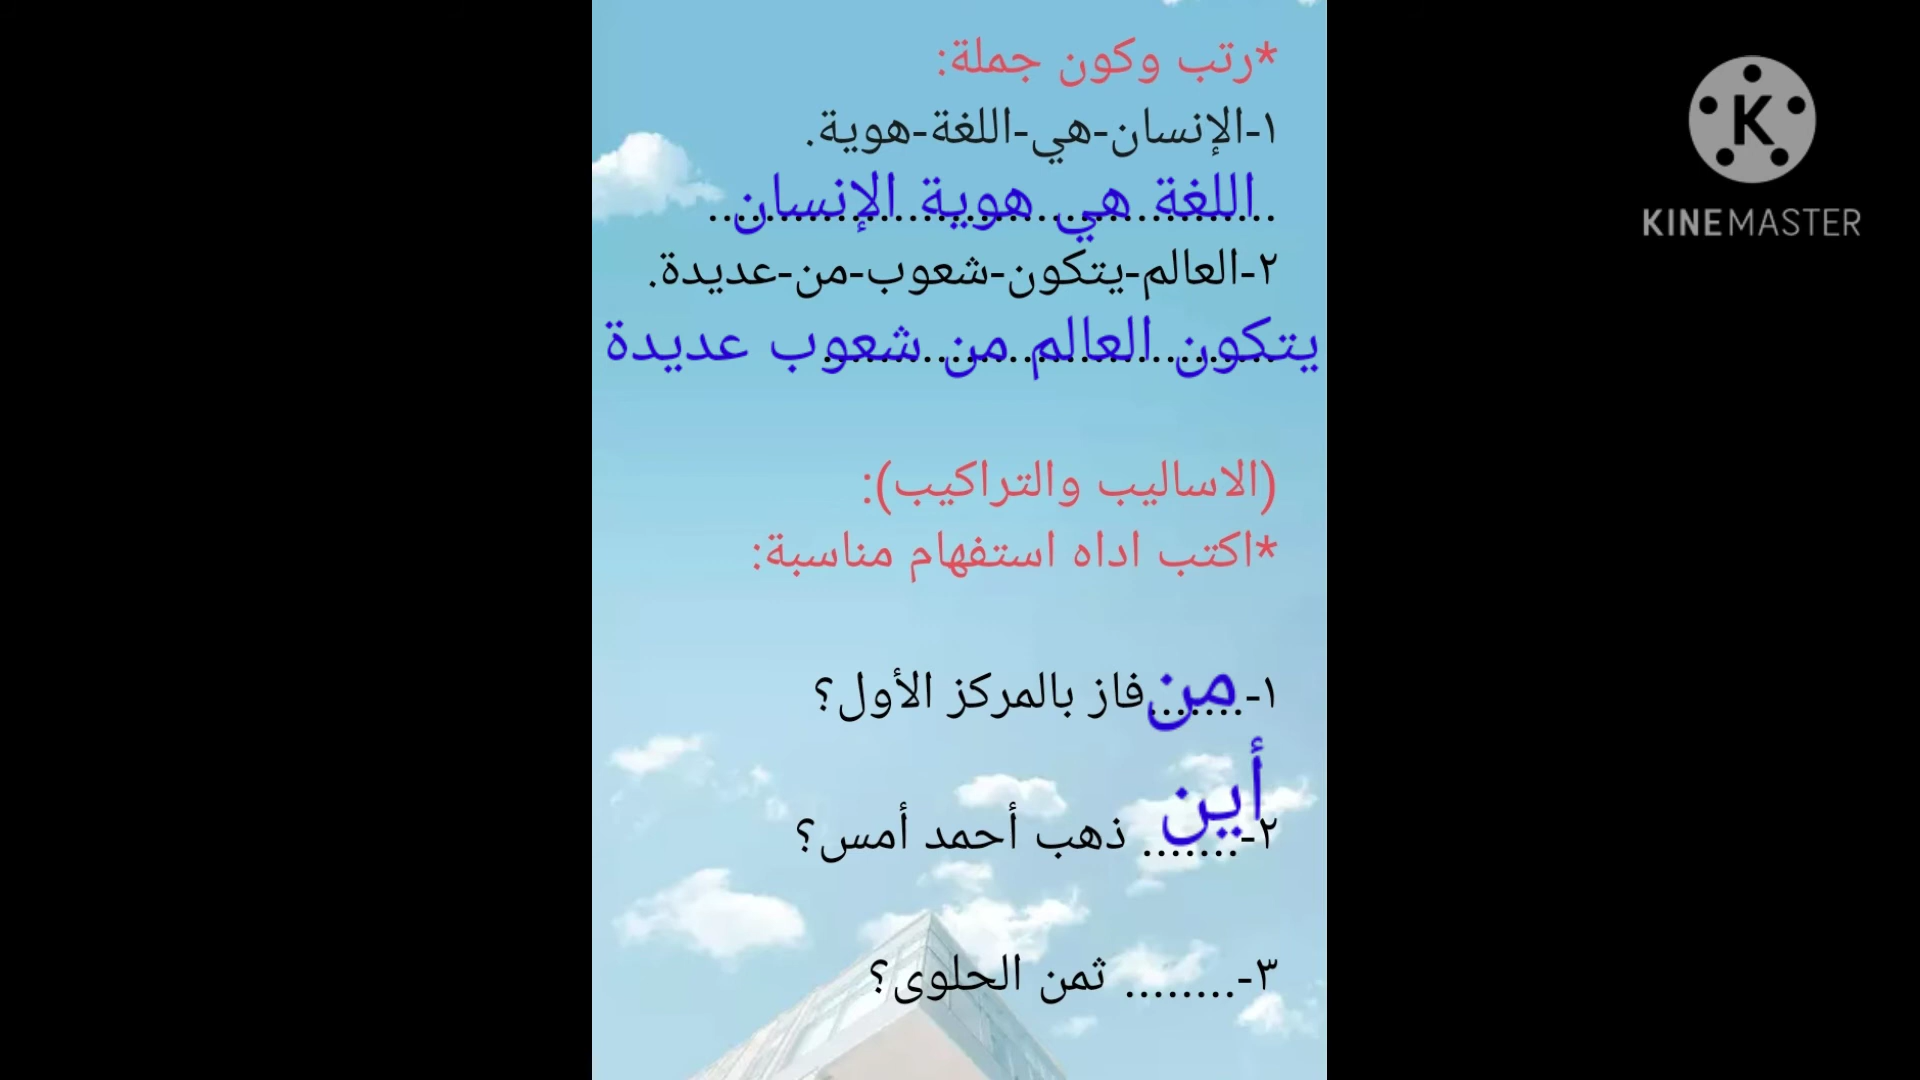 *رتب وكون جملة:
١-الإنسان-هي-اللغة-هوية.
اللغة هي هوية الإنسان
٢-العالم-يتكون-شعوب-من-عديدة.
يتكون العالم من شعوب عديدة
(الاساليب والتراكيب):
*اكتب اداه استفهام مناسبة:
١-من.......فاز بالمركز الأول؟
أين
٢-....... ذهب أحمد أمس؟
٣-........ ثمن الحلوى؟
K
KINEMASTER